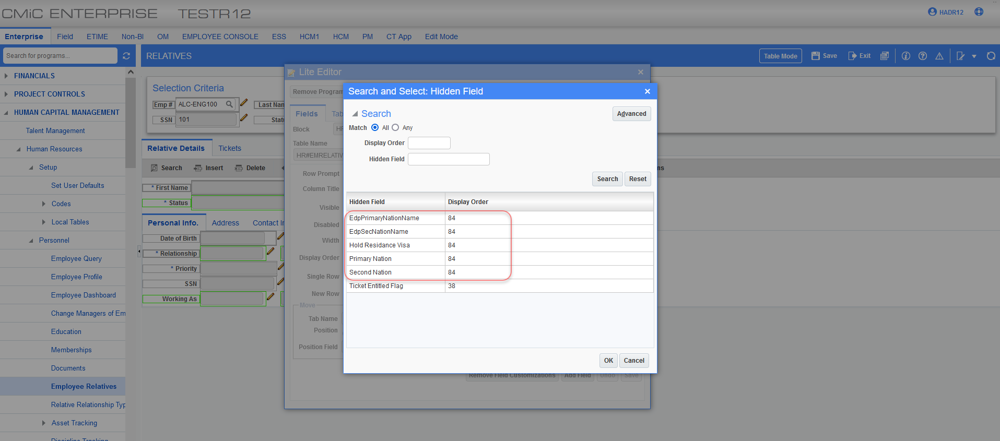 CMiC ENTERPRISE TESTR12
HADR12
Enterprise Field ETIME Non-BI OM EMPLOYEE CONSOLE ESS HCM1 HCM PM CT App Edit Mode
Search for programs...
RELATIVES
Table Mode Save Exit
FINANCIALS
PROJECT CONTROLS
HUMAN CAPITAL MANAGEMENT
Talent Management
Human Resources
Setup
Set User Defaults
Codes
Local Tables
Personnel
Employee Query
Employee Profile
Employee Dashboard
Change Managers of Em
Education
Memberships
Documents
Employee Relatives
Relative Relationship Typ
Asset Tracking
Discipline Tracking
Selection Criteria
Emp # ALC-ENG100 Last Nam
SSN 101 Statu
Relative Details Tickets
Search Insert Delete
ns
* First Name
* Status
Personal Info. Address Contact In
Date of Birth
* Relationship
* Priority
SSN
Working As
Lite Editor
Remove Program
Fields Tab
Block HR
Table Name
HR#EMRELATIV
Row Prompt
Column Title
Visible
Disabled
Width
Display Order
Single Row
New Row
Move
Tab Name
Position
Position Field
Remove Field Customizations Add Field Undo Save
Search and Select: Hidden Field
Search
Advanced
Match All Any
Display Order
Hidden Field
Search Reset
Hidden Field Display Order
EdpPrimaryNationName 84
EdpSecNationName 84
Hold Residance Visa 84
Primary Nation 84
Second Nation 84
Ticket Entitled Flag 38
OK Cancel